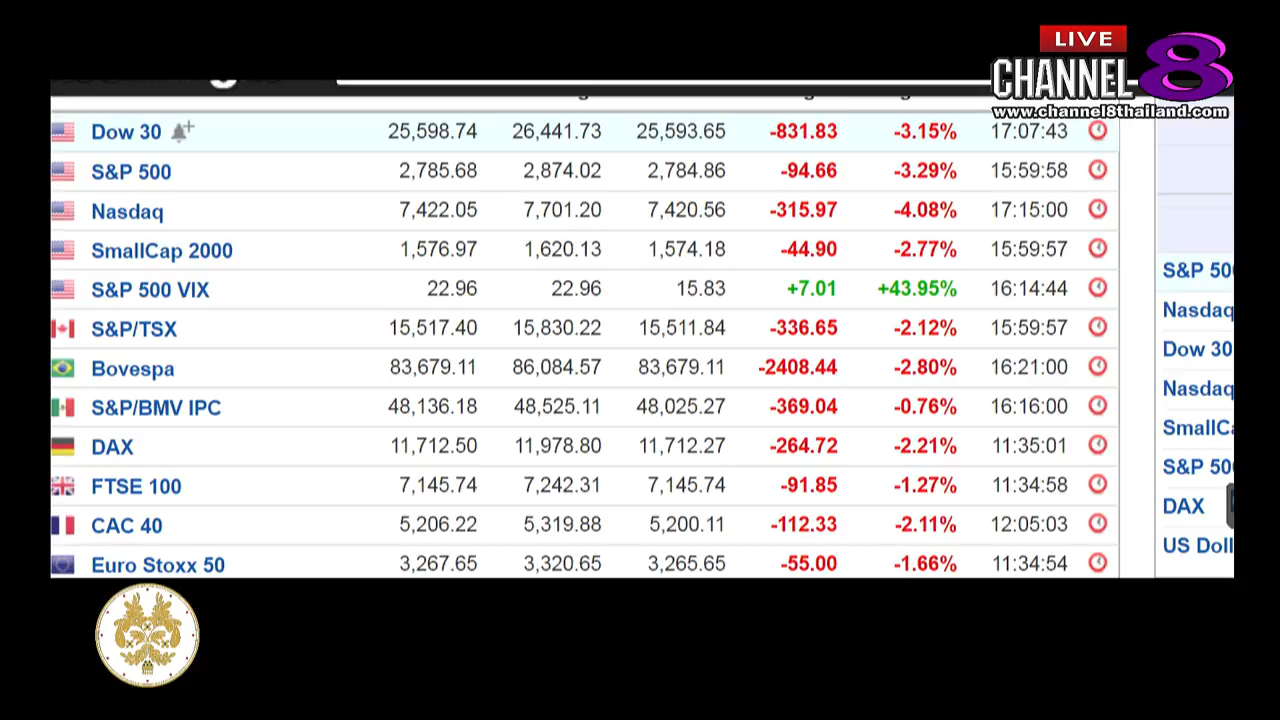 LIVE
CHANNEL 8
www.channel8thailand.com
Dow 30 25,598.74 26,441.73 25,593.65 -831.83 -3.15% 17:07:43
S&P 500 2,785.68 2,874.02 2,784.86 -94.66 -3.29% 15:59:58
Nasdaq 7,422.05 7,701.20 7,420.56 -315.97 -4.08% 17:15:00
SmallCap 2000 1,576.97 1,620.13 1,574.18 -44.90 -2.77% 15:59:57
S&P 500 VIX 22.96 22.96 15.83 +7.01 +43.95% 16:14:44
S&P/TSX 15,517.40 15,830.22 15,511.84 -336.65 -2.12% 15:59:57
Bovespa 83,679.11 86,084.57 83,679.11 -2408.44 -2.80% 16:21:00
S&P/BMV IPC 48,136.18 48,525.11 48,025.27 -369.04 -0.76% 16:16:00
DAX 11,712.50 11,978.80 11,712.27 -264.72 -2.21% 11:35:01
FTSE 100 7,145.74 7,242.31 7,145.74 -91.85 -1.27% 11:34:58
CAC 40 5,206.22 5,319.88 5,200.11 -112.33 -2.11% 12:05:03
Euro Stoxx 50 3,267.65 3,320.65 3,265.65 -55.00 -1.66% 11:34:54
S&P 50
Nasdaq
Dow 30
Nasdaq
SmallCa
S&P 50
DAX
US Doll